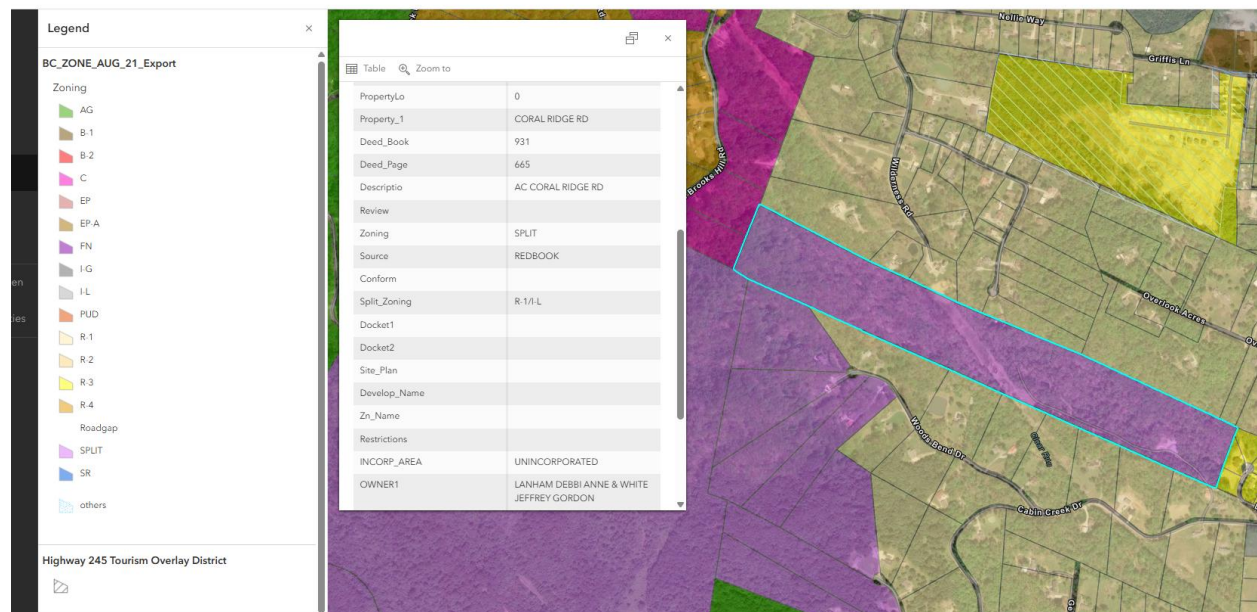 Legend
BC_ZONE_AUG_21_Export
Zoning
AG
B-1
B-2
C
EP
EP-A
FN
I-G
I-L
PUD
R-1
R-2
R-3
R-4
Roadgap
SPLIT
SR
others
Highway 245 Tourism Overlay District
Table Zoom to
PropertyLo 0
Property_1 CORAL RIDGE RD
Deed_Book 931
Deed_Page 665
Descriptio AC CORAL RIDGE RD
Review
Zoning SPLIT
Source REDBOOK
Conform
Split_Zoning R-1/I-L
Docket1
Docket2
Site_Plan
Develop_Name
Zn_Name
Restrictions
INCORP_AREA UNINCORPORATED
OWNER1 LANHAM DEBBI ANNE & WHITE
JEFFREY GORDON
Nellie Way
Griffis Ln
Brooks Hill Rd
Wilderness Rd
Overlook Acres
Woods Bend Dr
Cabin Creek Dr